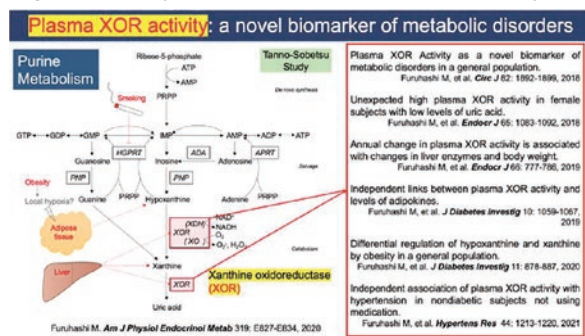 Plasma XOR activity: a novel biomarker of metabolic disorders
Purine
Metabolism
Ribose-5-phosphate
ATP
AMP
PRPP
De novo synthesis
Tanno-Sobetsu
Study
Smoking
GTP GDP GMP IMP AMP ADP ATP
HGPRT ADA APRT
Guanosine Inosine Adenosine
Salvage
PNP PNP
PRPP PRPP
Guanine Hypoxanthine Adenine
Obesity
Local hypoxia?
Adipose
tissue
(XDH)
XOR
(XO)
NAD⁺
NADH
O₂
O₂⁻, H₂O₂
Catabolism
Liver
Xanthine
Xanthine oxidoreductase
(XOR)
XOR
Uric acid
Furuhashi M. Am J Physiol Endocrinol Metab 319: E827-E834, 2020
Plasma XOR Activity as a novel biomarker of
metabolic disorders in a general population.
Furuhashi M, et al. Circ J 82: 1892-1899, 2018
Unexpected high plasma XOR activity in female
subjects with low levels of uric acid.
Furuhashi M, et al. Endocr J 65: 1083-1092, 2018
Annual change in plasma XOR activity is associated
with changes in liver enzymes and body weight.
Furuhashi M, et al. Endocr J 66: 777-786, 2019
Independent links between plasma XOR activity and
levels of adipokines.
Furuhashi M, et al. J Diabetes Investig 10: 1059-1067,
2019
Differential regulation of hypoxanthine and xanthine
by obesity in a general population.
Furuhashi M, et al. J Diabetes Investig 11: 878-887, 2020
Independent association of plasma XOR activity with
hypertension in nondiabetic subjects not using
medication.
Furuhashi M, et al. Hypertens Res 44: 1213-1220, 2021